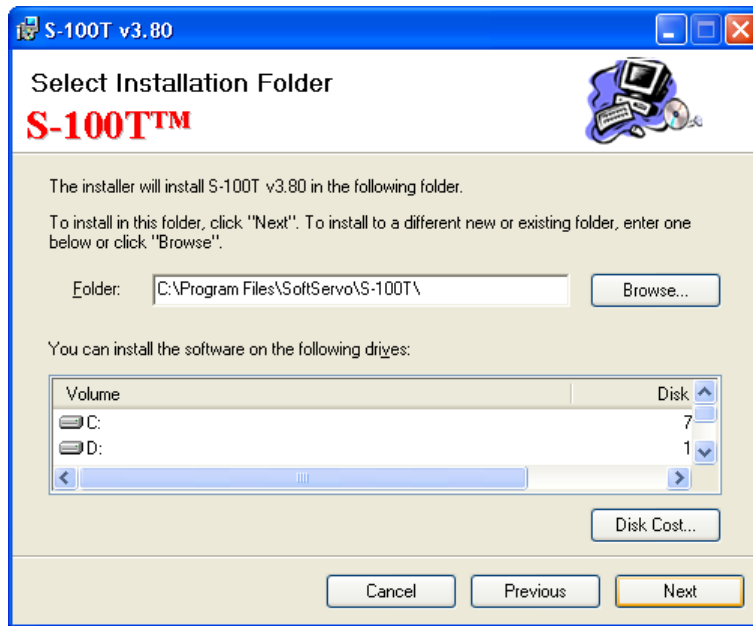 S-100T v3.80
Select Installation Folder
S-100T™
The installer will install S-100T v3.80 in the following folder.
To install in this folder, click "Next". To install to a different new or existing folder, enter one
below or click "Browse".
Folder: C:\Program Files\SoftServo\S-100T\ Browse...
You can install the software on the following drives:
Volume Disk
C: 7
D: 1
Disk Cost...
Cancel Previous Next